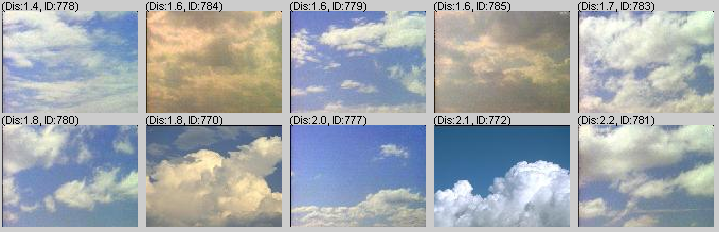 (Dis:1.4, ID:778)
(Dis:1.6, ID:784)
(Dis:1.6, ID:779)
(Dis:1.6, ID:785)
(Dis:1.7, ID:783)
(Dis:1.8, ID:780)
(Dis:1.8, ID:770)
(Dis:2.0, ID:777)
(Dis:2.1, ID:772)
(Dis:2.2, ID:781)